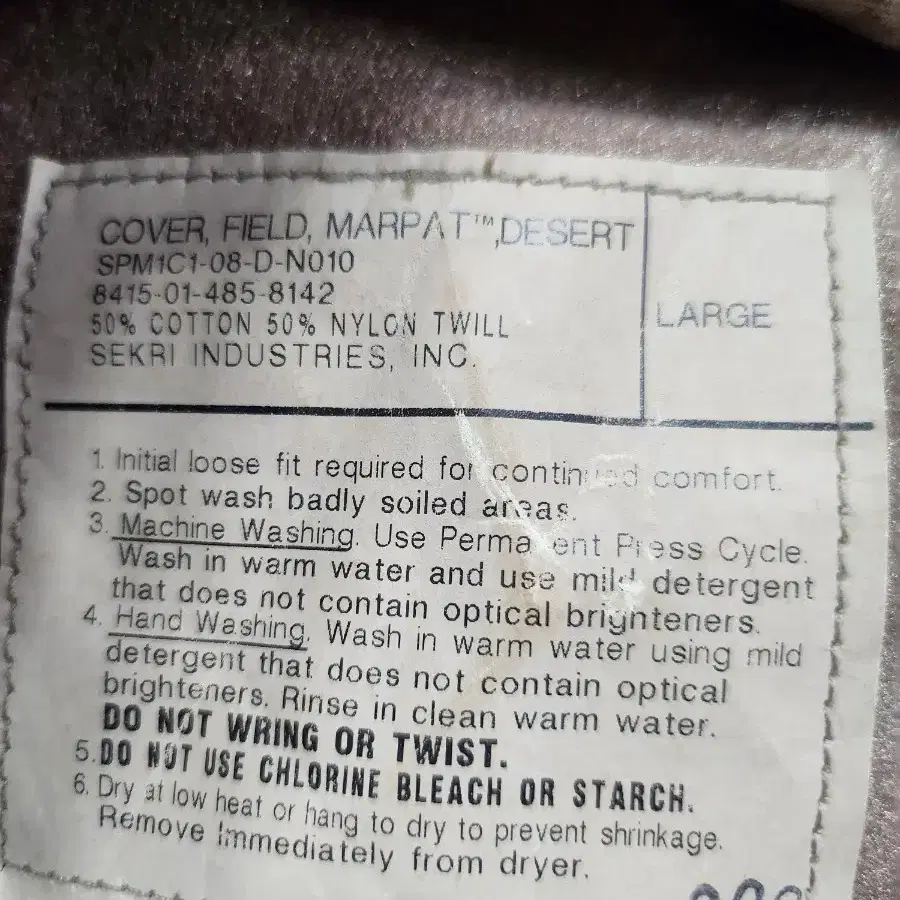 COVER, FIELD, MARPAT™,DESERT
SPM1C1-08-D-N010
8415-01-485-8142
50% COTTON 50% NYLON TWILL
SEKRI INDUSTRIES, INC.
LARGE
1. Initial loose fit required for continued comfort.
2. Spot wash badly soiled areas.
3. Machine Washing. Use Permanent Press Cycle.
Wash in warm water and use mild detergent
that does not contain optical brighteners.
4. Hand Washing. Wash in warm water using mild
detergent that does not contain optical
brighteners. Rinse in clean warm water.
DO NOT WRING OR TWIST.
5.DO NOT USE CHLORINE BLEACH OR STARCH.
6. Dry at low heat or hang to dry to prevent shrinkage.
Remove Immediately from dryer.